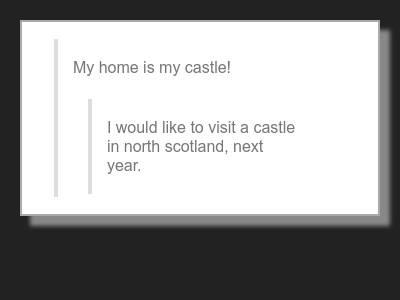 My home is my castle!
I would like to visit a castle
in north scotland, next
year.